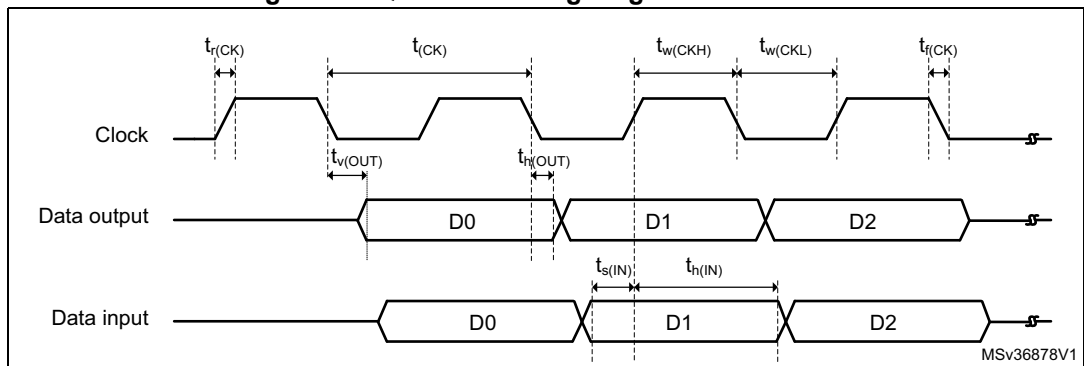 t_r(CK) t_(CK) t_w(CKH) t_w(CKL) t_f(CK)
Clock
t_v(OUT) t_h(OUT)
Data output D0 D1 D2
t_s(IN) t_h(IN)
Data input D0 D1 D2
MSv36878V1